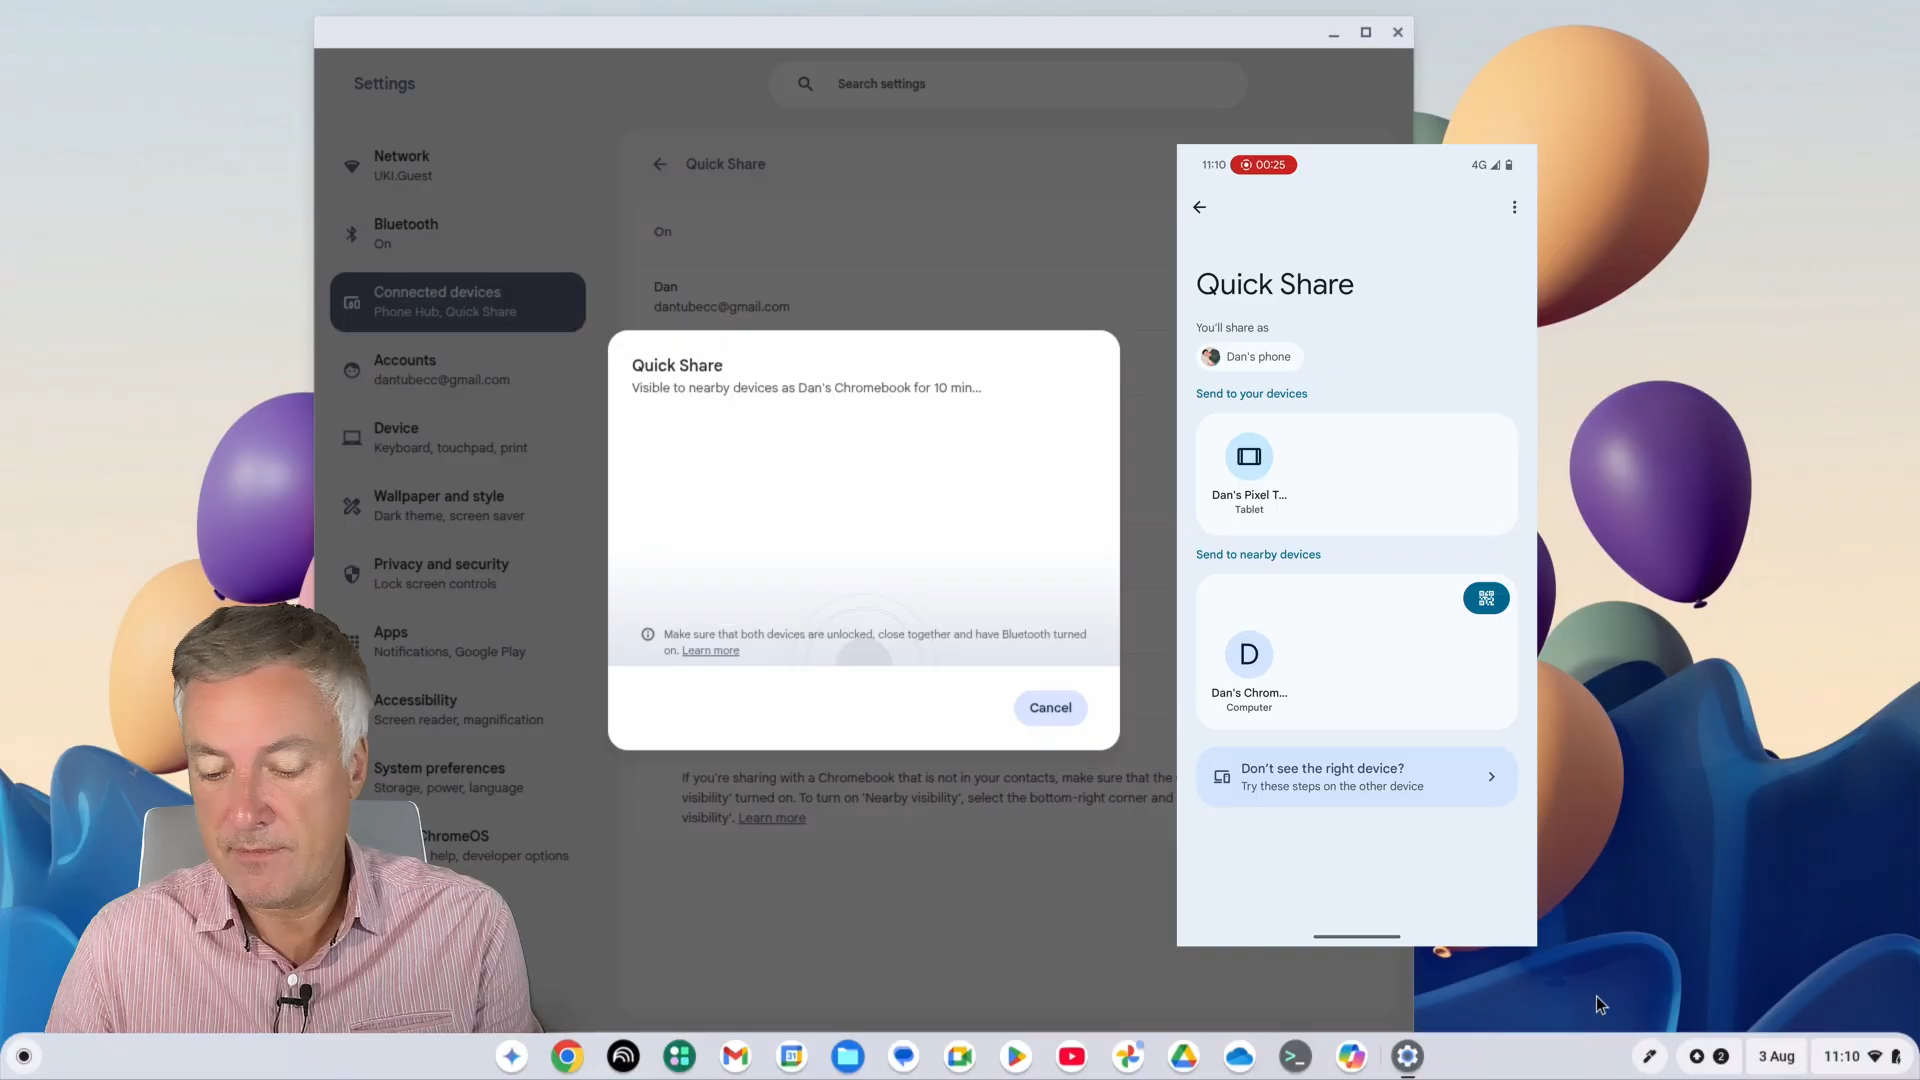 Settings
Search settings
Network
UKI.Guest
Bluetooth
On
Connected devices
Phone Hub, Quick Share
Accounts
dantubecc@gmail.com
Device
Keyboard, touchpad, print
Wallpaper and style
Dark theme, screen saver
Privacy and security
Lock screen controls
Apps
Notifications, Google Play
Accessibility
Screen reader, magnification
System preferences
Storage, power, language
ChromeOS
help, developer options
Quick Share
On
Dan
dantubecc@gmail.com
Quick Share
Visible to nearby devices as Dan's Chromebook for 10 min...
Make sure that both devices are unlocked, close together and have Bluetooth turned
on. Learn more
Cancel
If you're sharing with a Chromebook that is not in your contacts, make sure that the
visibility' turned on. To turn on 'Nearby visibility', select the bottom-right corner and
visibility'. Learn more
11:10 00:25 4G
Quick Share
You'll share as
Dan's phone
Send to your devices
Dan's Pixel T...
Tablet
Send to nearby devices
D
Dan's Chrom...
Computer
Don't see the right device?
Try these steps on the other device
31
2
3 Aug
11:10